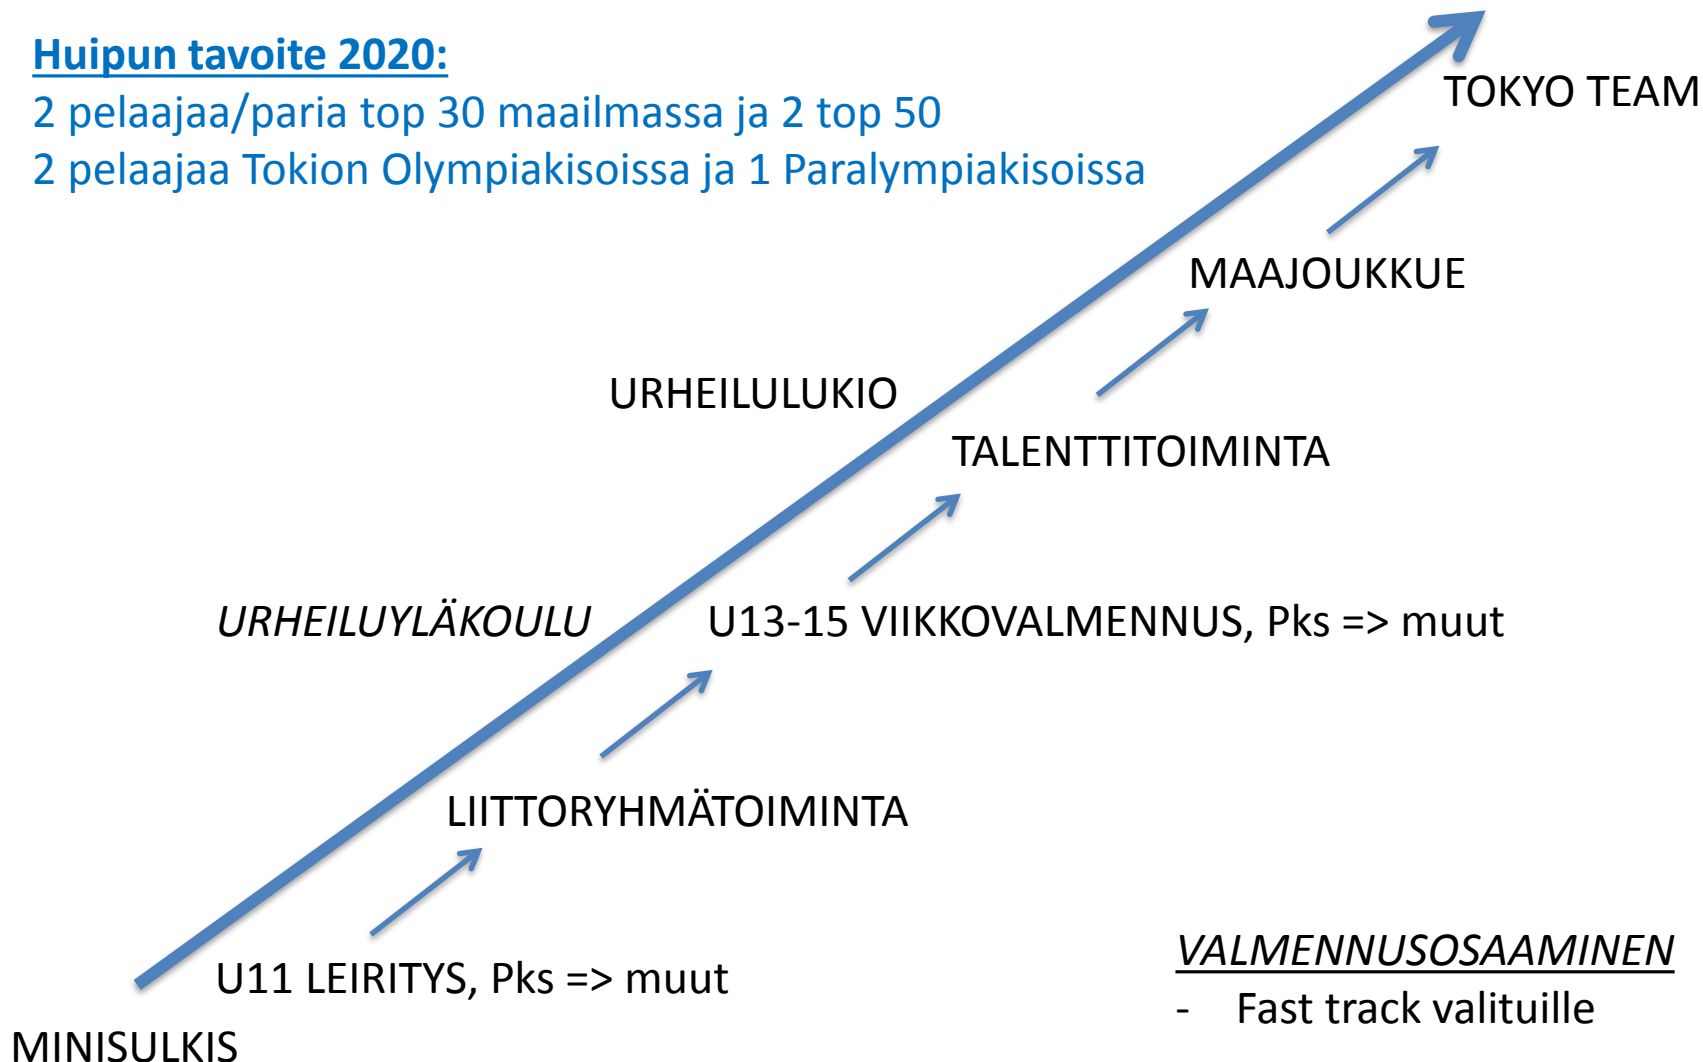 Huipun tavoite 2020:
2 pelaajaa/paria top 30 maailmassa ja 2 top 50
2 pelaajaa Tokion Olympiakisoissa ja 1 Paralympiakisoissa
TOKYO TEAM
MAAJOUKKUE
URHEILULUKIO
TALENTTITOIMINTA
URHEILUYLÄKOULU
U13-15 VIIKKOVALMENNUS, Pks => muut
LIITTORYHMÄTOIMINTA
U11 LEIRITYS, Pks => muut
MINISULKIS
VALMENNUSOSAAMINEN
- Fast track valituille